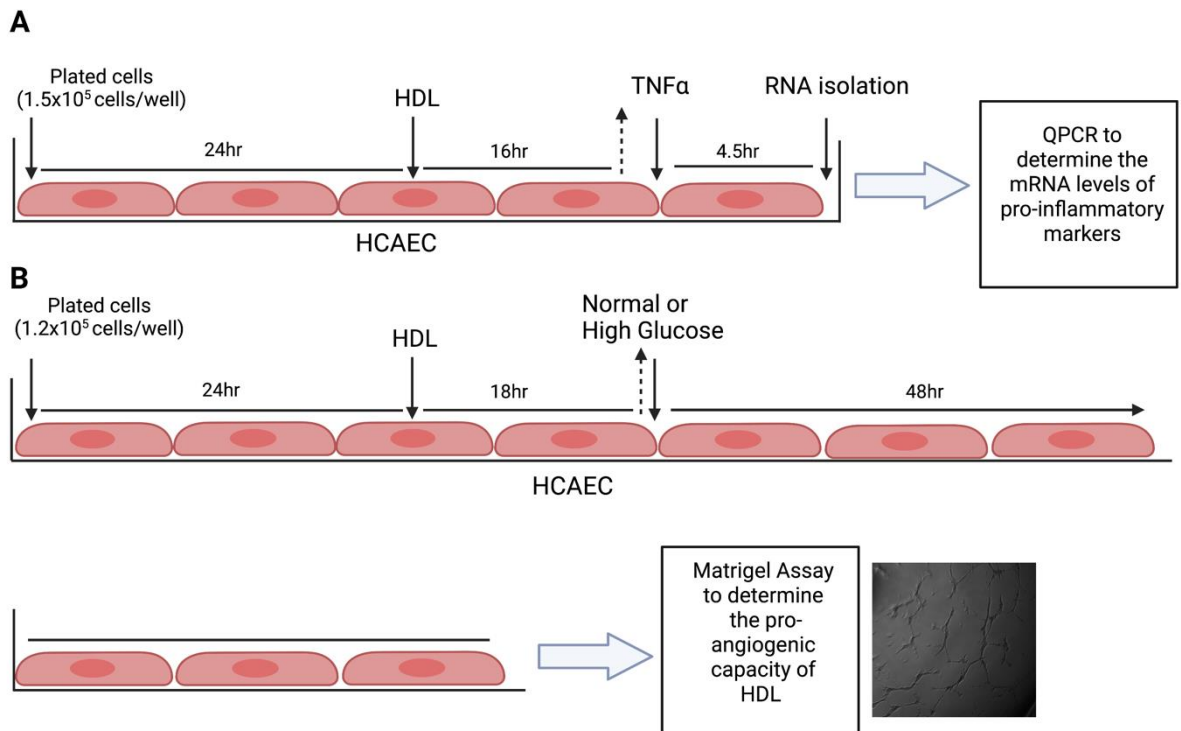 A
Plated cells
(1.5x10⁵ cells/well)
HDL
TNFα
RNA isolation
24hr
16hr
4.5hr
HCAEC
QPCR to
determine the
mRNA levels of
pro-inflammatory
markers
B
Plated cells
(1.2x10⁵ cells/well)
HDL
Normal or
High Glucose
24hr
18hr
48hr
HCAEC
Matrigel Assay
to determine
the pro-
angiogenic
capacity of
HDL